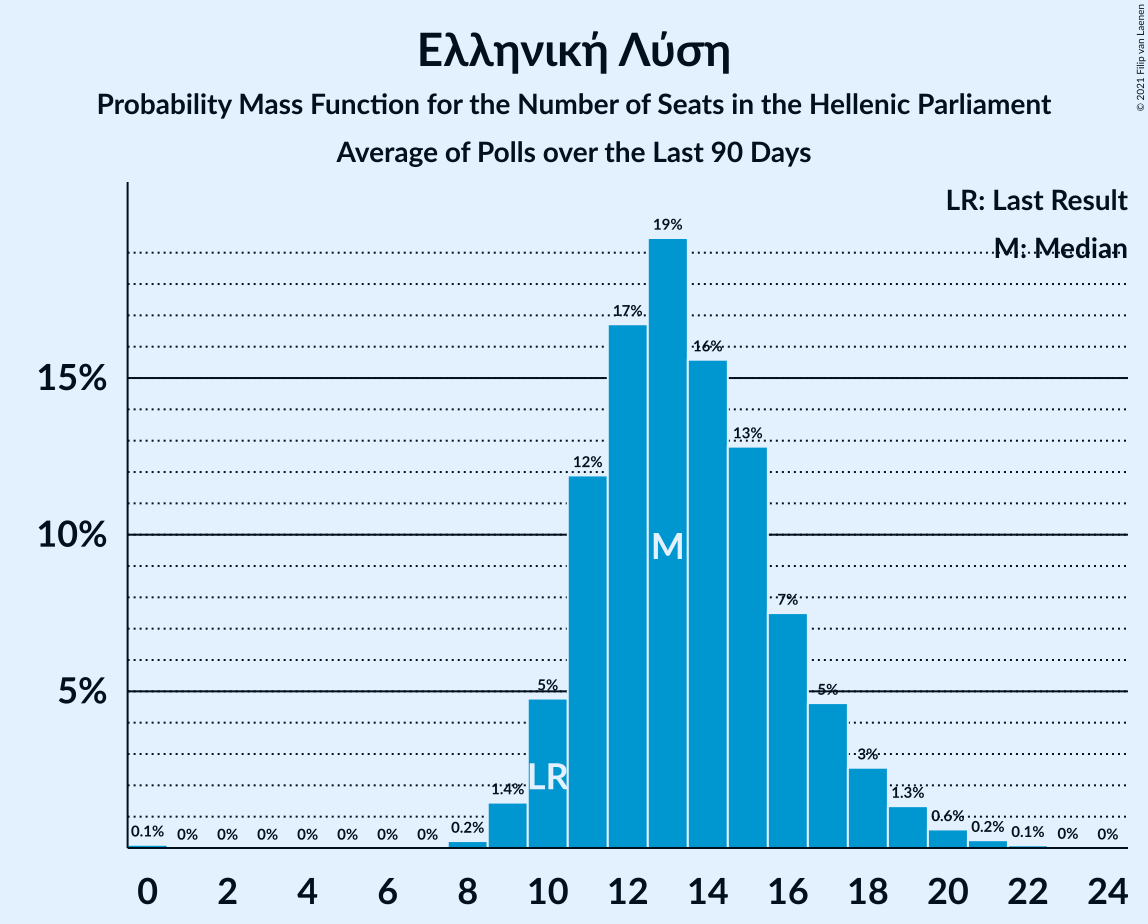 Ελληνική Λύση
Probability Mass Function for the Number of Seats in the Hellenic Parliament
Average of Polls over the Last 90 Days
© 2021 Filip van Laenen
LR: Last Result
M: Median
15%
10%
5%
0.1% 0% 0% 0% 0% 0% 0% 0% 0.2% 1.4% 5% 12% 17% 19% 16% 13% 7% 5% 3% 1.3% 0.6% 0.2% 0.1% 0% 0%
M
LR
0 2 4 6 8 10 12 14 16 18 20 22 24